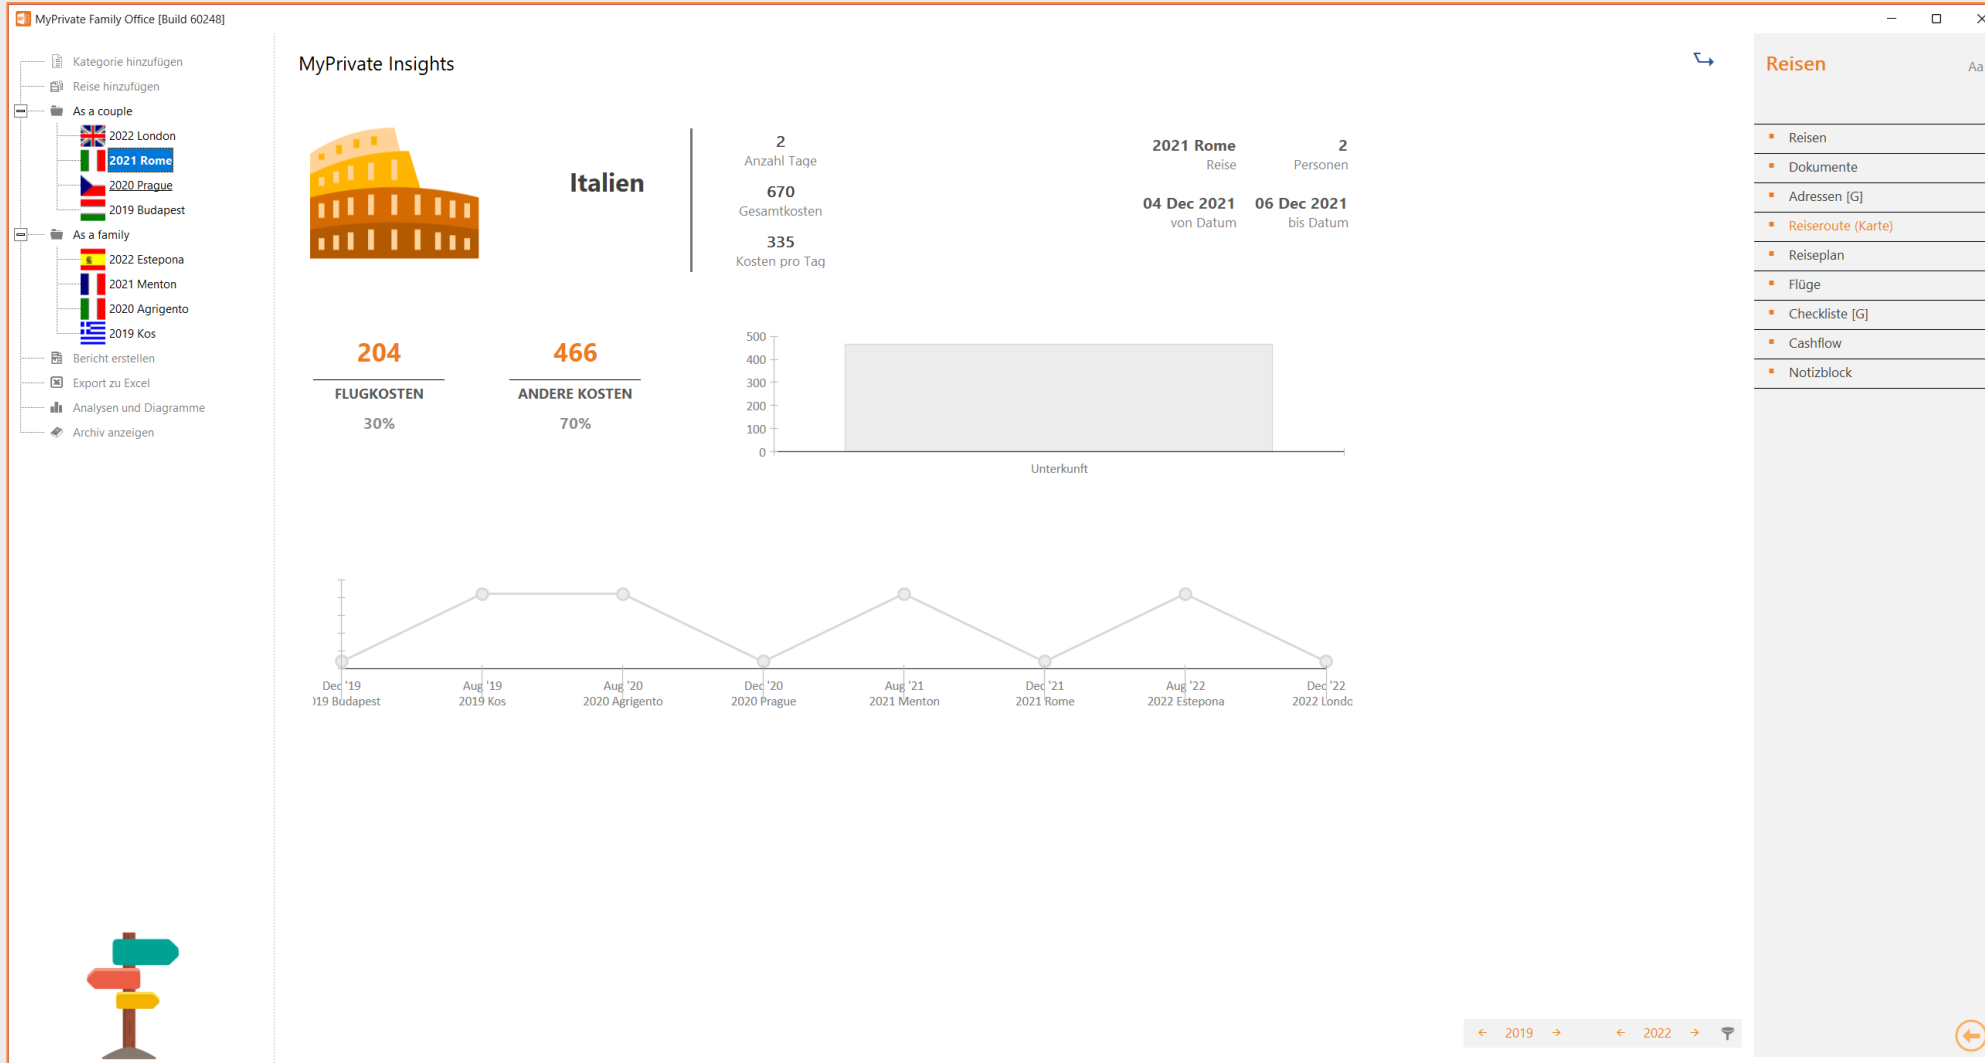 MyPrivate Family Office [Build 60248]
Kategorie hinzufügen
Reise hinzufügen
As a couple
2022 London
2021 Rome
2020 Prague
2019 Budapest
As a family
2022 Estepona
2021 Menton
2020 Agrigento
2019 Kos
Bericht erstellen
Export zu Excel
Analysen und Diagramme
Archiv anzeigen
MyPrivate Insights
Italien
2
Anzahl Tage
670
Gesamtkosten
335
Kosten pro Tag
2021 Rome 2
Reise Personen
04 Dec 2021 06 Dec 2021
von Datum bis Datum
204 466
FLUGKOSTEN ANDERE KOSTEN
30% 70%
500
400
300
200
100
0
Unterkunft
Dec '19 Aug '19 Aug '20 Dec '20 Aug '21 Dec '21 Aug '22 Dec '22
19 Budapest 2019 Kos 2020 Agrigento 2020 Prague 2021 Menton 2021 Rome 2022 Estepona 2022 Londc
← 2019 → ← 2022 →
Reisen Aa
Reisen
Dokumente
Adressen [G]
Reiseroute (Karte)
Reiseplan
Flüge
Checkliste [G]
Cashflow
Notizblock